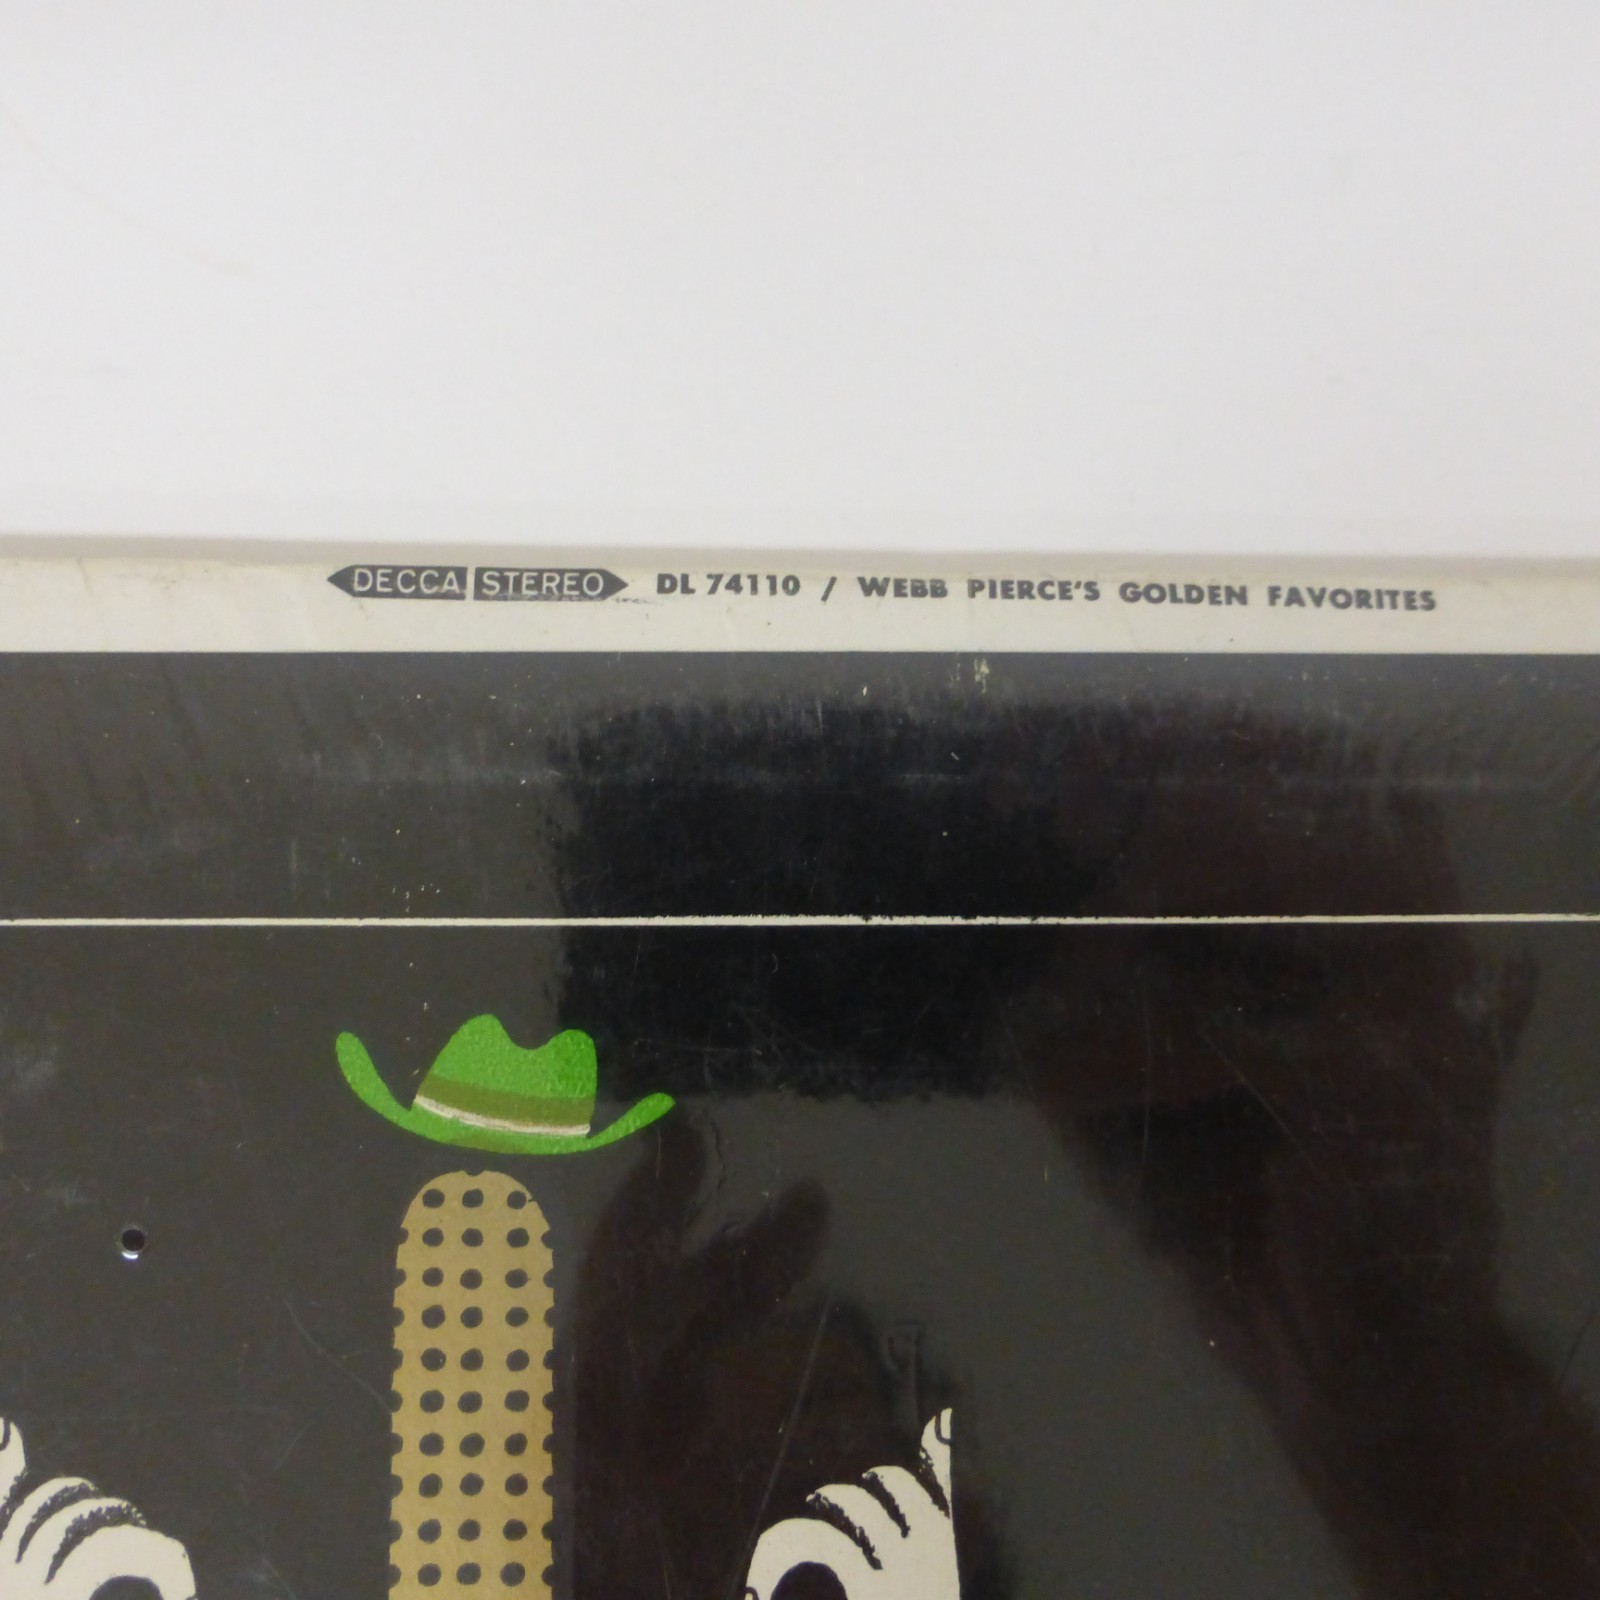 DECCA STEREO DL 74110 / WEBB PIERCE'S GOLDEN FAVORITES